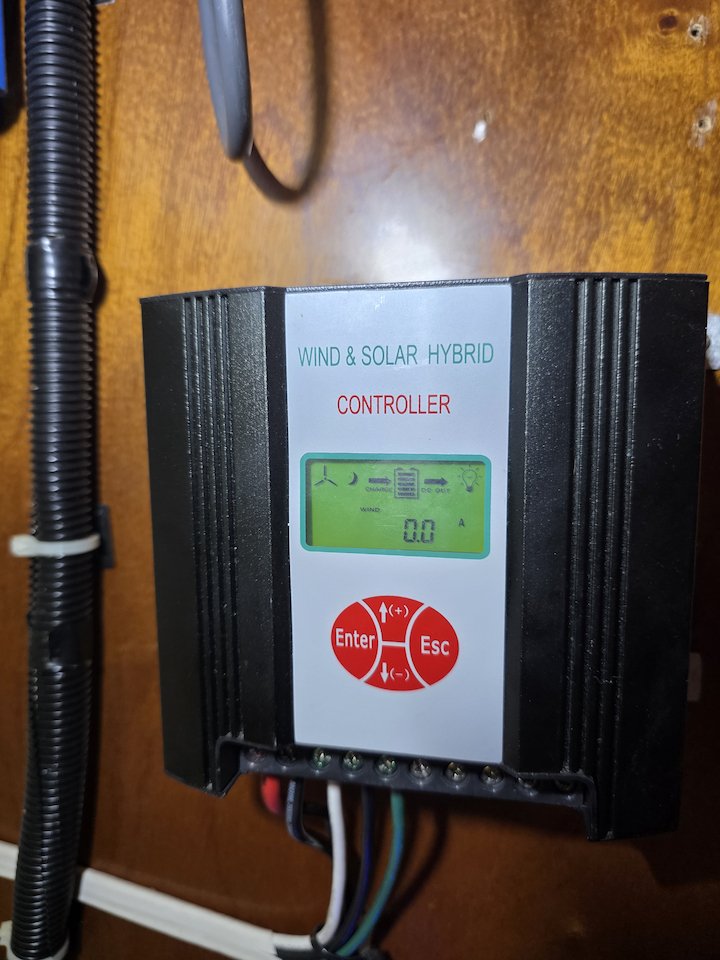 WIND & SOLAR HYBRID
CONTROLLER
CHARGE DC OUT
WIND
0.0 A
↑(+)
Enter Esc
↓(−)